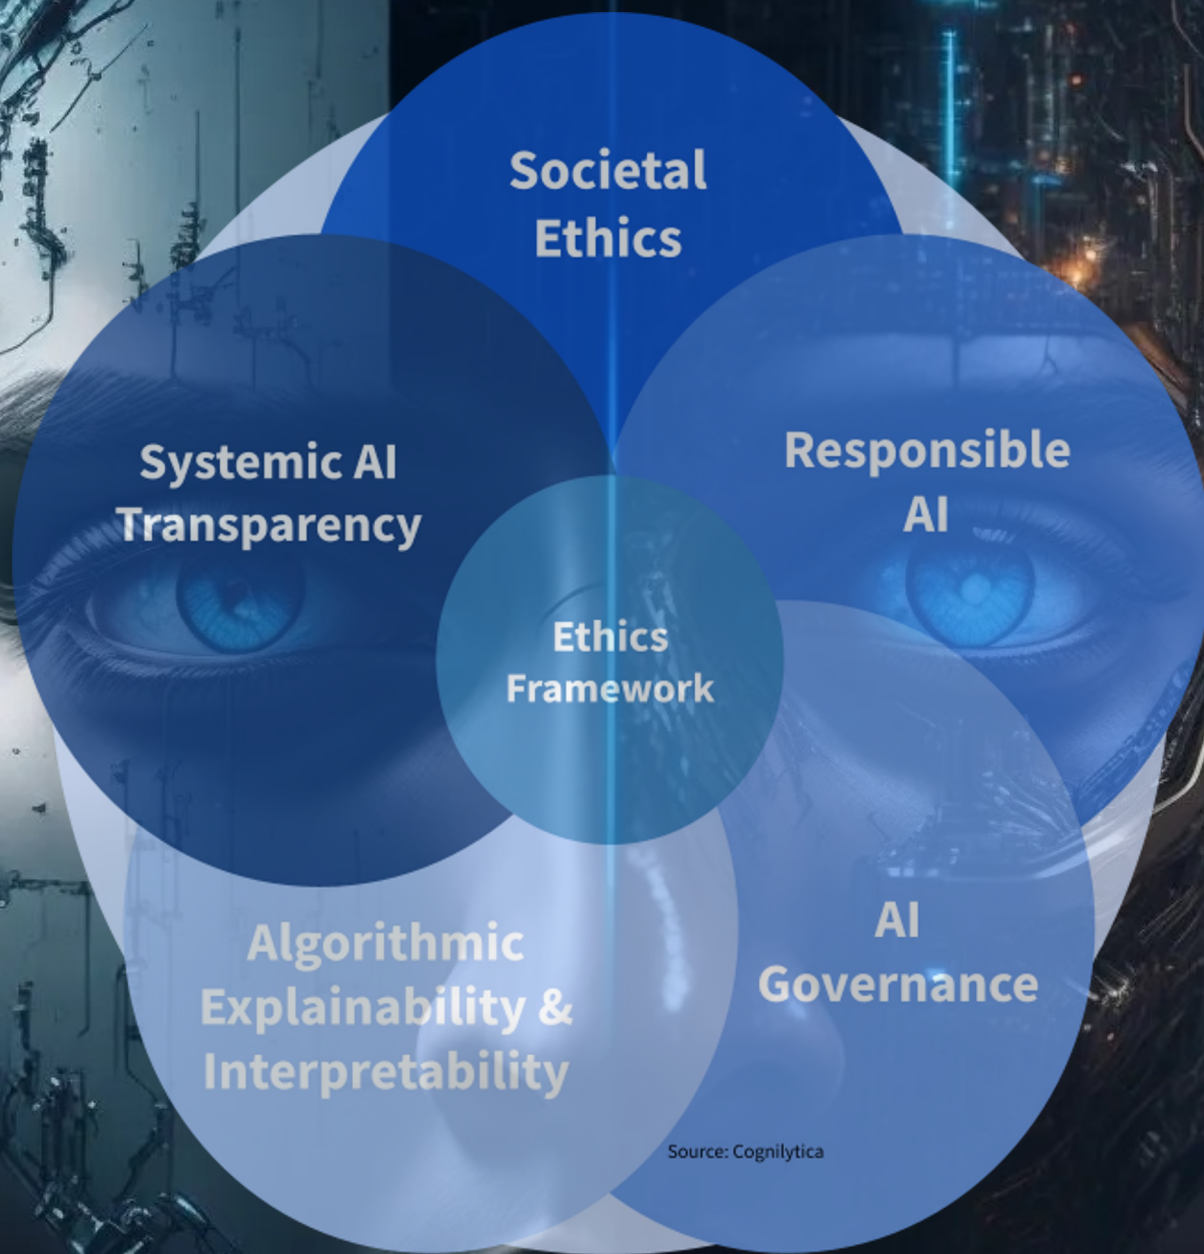 Societal
Ethics
Systemic AI
Transparency
Responsible
AI
Ethics
Framework
Algorithmic
Explainability &
Interpretability
AI
Governance
Source: Cognilytica